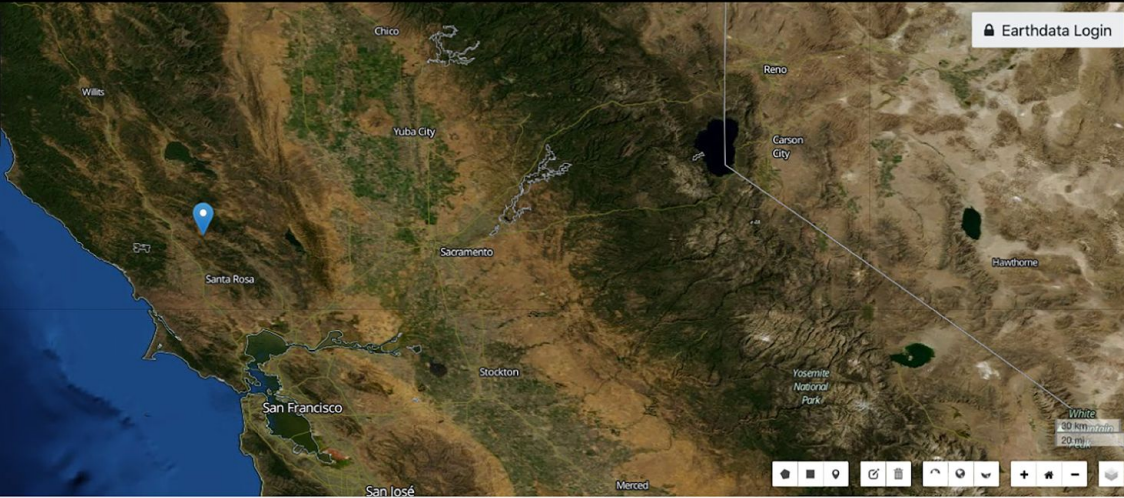 Chico
Earthdata Login
Reno
Willis
Yuba City
Carson
City
Sacramento
Hawthorne
Santa Rosa
Stockton
Yosemite
National
Park
San Francisco
White
30 km
20 mi
Merced
San José